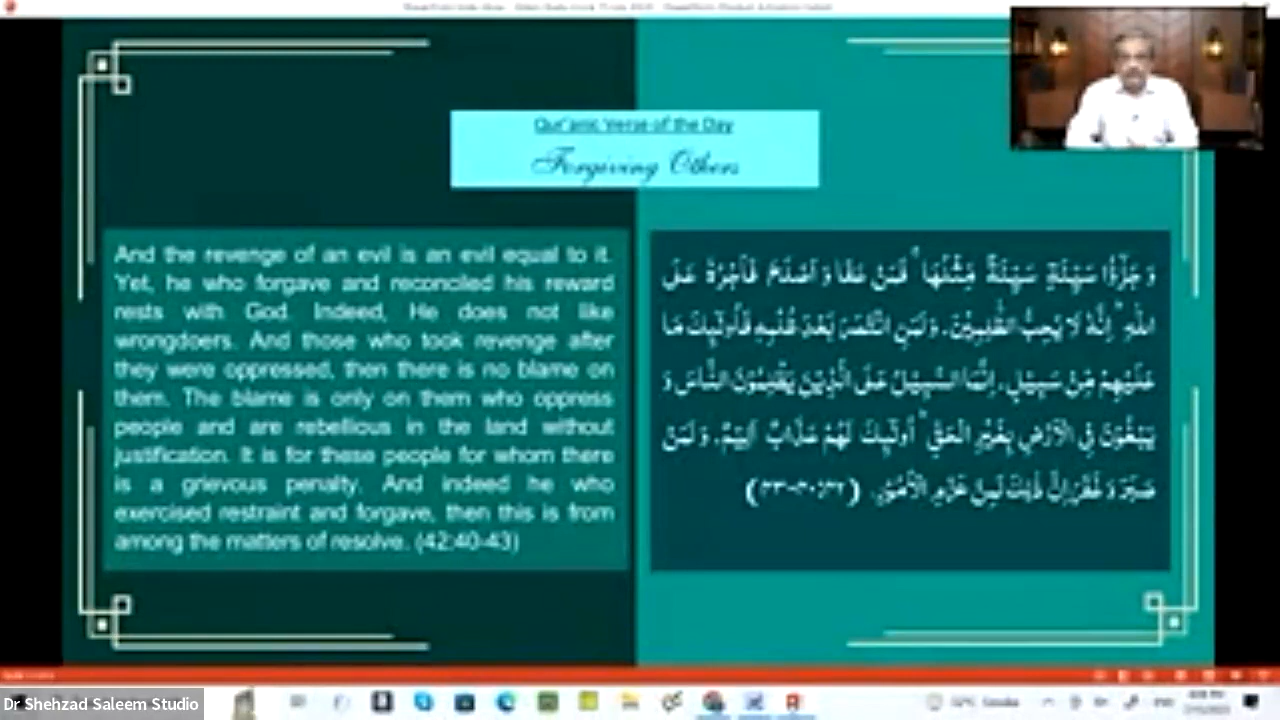 Qur'anic Verse of the Day
Forgiving Others
And the revenge of an evil is an evil equal to it.
Yet, he who forgave and reconciled his reward
rests with God. Indeed, He does not like
wrongdoers. And those who took revenge after
they were oppressed, then there is no blame on
them. The blame is only on them who oppress
people and are rebellious in the land without
justification. It is for these people for whom there
is a grievous penalty. And indeed he who
exercised restraint and forgave, then this is from
among the matters of resolve. (42:40-43)
وَ جَزٰٓؤُا سَيِّئَةٍ سَيِّئَةٌ مِّثْلُهَا ۚ فَمَنْ عَفَا وَ اَصْلَحَ فَاَجْرُهٗ عَلَي
اللّٰهِ ۚ اِنَّهٗ لَا يُحِبُّ الظّٰلِمِيْنَ. وَ لَمَنِ انْتَصَرَ بَعْدَ ظُلْمِهٖ فَاُولٰٓئِكَ مَا
عَلَيْهِمْ مِّنْ سَبِيْلٍ. اِنَّمَا السَّبِيْلُ عَلَي الَّذِيْنَ يَظْلِمُوْنَ النَّاسَ وَ
يَبْغُوْنَ فِي الْاَرْضِ بِغَيْرِ الْحَقِّ ۚ اُولٰٓئِكَ لَهُمْ عَذَابٌ اَلِيْمٌ. وَ لَمَنْ
صَبَرَ وَ غَفَرَ اِنَّ ذٰلِكَ لَمِنْ عَزْمِ الْاُمُوْرِ. (۴۲: ۴۰-۴۳)
Dr Shehzad Saleem Studio